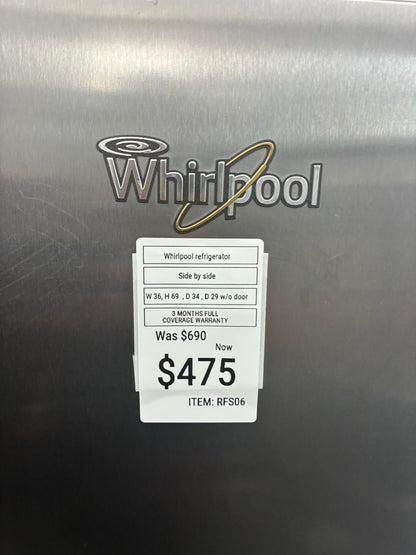 Whirlpool
Whirlpool refrigerator
Side by side
W 36, H 69 , D 34 , D 29 w/o door
3 MONTHS FULL
COVERAGE WARRANTY
Was $690
Now
$475
ITEM: RFS06